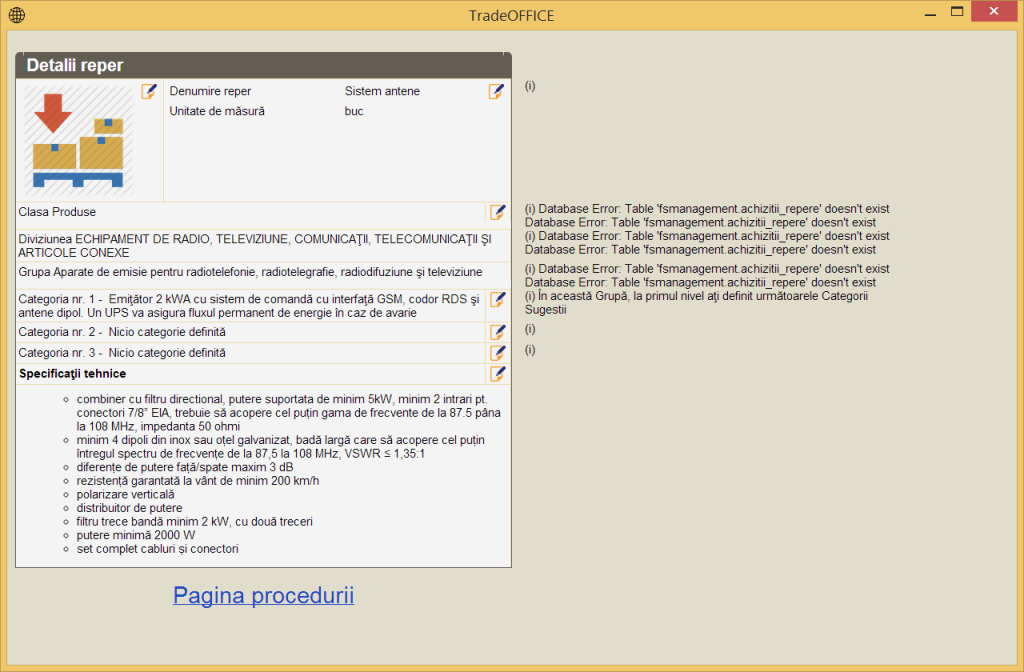 TradeOFFICE
Detalii reper
Denumire reper Sistem antene
Unitate de măsură buc
(i)
Clasa Produse
(i) Database Error: Table 'fsmanagement.achizitii_repere' doesn't exist
Database Error: Table 'fsmanagement.achizitii_repere' doesn't exist
Diviziunea ECHIPAMENT DE RADIO, TELEVIZIUNE, COMUNICAŢII, TELECOMUNICAŢII ŞI
ARTICOLE CONEXE
(i) Database Error: Table 'fsmanagement.achizitii_repere' doesn't exist
Database Error: Table 'fsmanagement.achizitii_repere' doesn't exist
Grupa Aparate de emisie pentru radiotelefonie, radiotelegrafie, radiodifuziune şi televiziune
(i) Database Error: Table 'fsmanagement.achizitii_repere' doesn't exist
Database Error: Table 'fsmanagement.achizitii_repere' doesn't exist
Categoria nr. 1 - Emiţător 2 kWA cu sistem de comandă cu interfaţă GSM, codor RDS şi
antene dipol. Un UPS va asigura fluxul permanent de energie în caz de avarie
(i) În această Grupă, la primul nivel aţi definit următoarele Categorii
Sugestii
Categoria nr. 2 - Nicio categorie definită
(i)
Categoria nr. 3 - Nicio categorie definită
(i)
Specificaţii tehnice
combiner cu filtru directional, putere suportata de minim 5kW, minim 2 intrari pt.
conectori 7/8” EIA, trebuie să acopere cel puțin gama de frecvente de la 87.5 pâna
la 108 MHz, impedanta 50 ohmi
minim 4 dipoli din inox sau oțel galvanizat, badă largă care să acopere cel puțin
întregul spectru de frecvențe de la 87,5 la 108 MHz, VSWR ≤ 1,35:1
diferențe de putere față/spate maxim 3 dB
rezistență garantată la vânt de minim 200 km/h
polarizare verticală
distribuitor de putere
filtru trece bandă minim 2 kW, cu două treceri
putere minimă 2000 W
set complet cabluri și conectori
Pagina procedurii